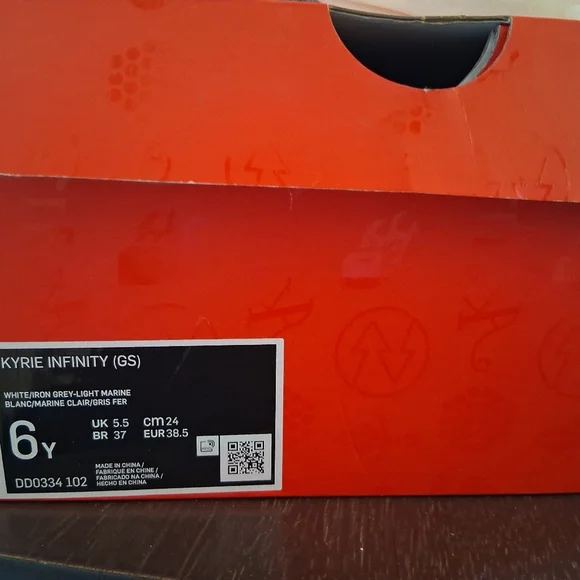 KYRIE INFINITY (GS)
WHITE/IRON GREY-LIGHT MARINE
BLANC/MARINE CLAIR/GRIS FER
6Y
UK 5.5 cm 24
BR 37 EUR 38.5
MADE IN CHINA /
FABRIQUE EN CHINE /
FABRICADO NA CHINA /
HECHO EN CHINA
DD0334 102